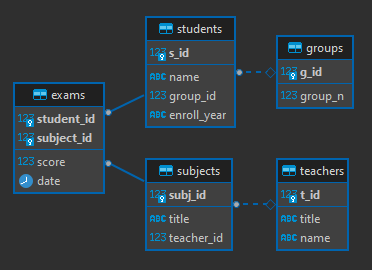 students
123 s_id
ABC name
123 group_id
ABC enroll_year
groups
123 g_id
123 group_n
exams
123 student_id
123 subject_id
123 score
date
subjects
123 subj_id
ABC title
123 teacher_id
teachers
123 t_id
ABC title
ABC name